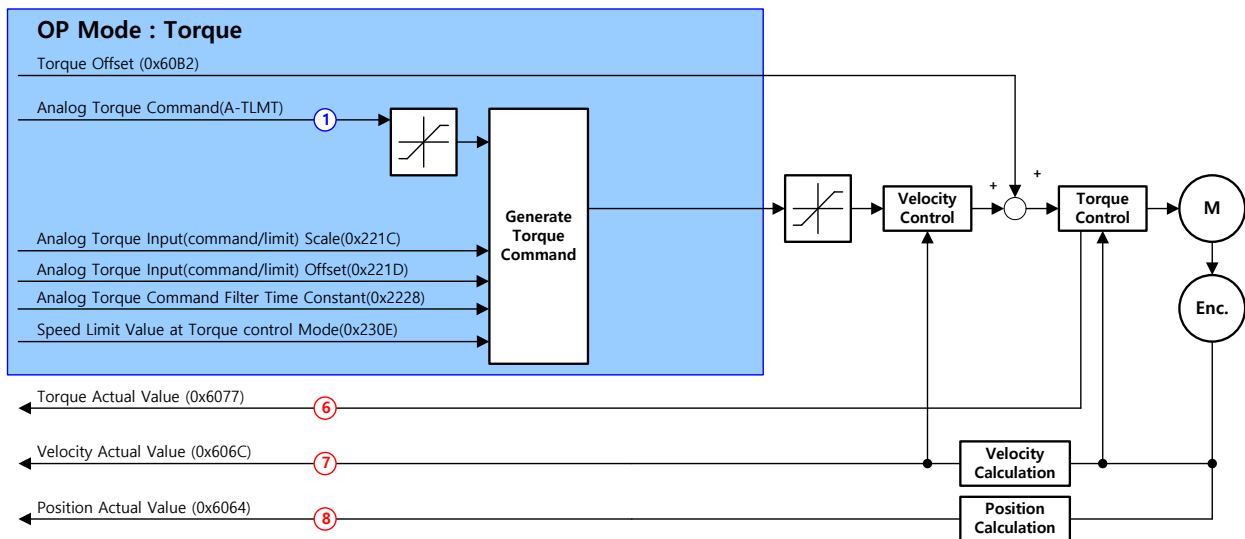 OP Mode : Torque
Torque Offset (0x60B2)
Analog Torque Command(A-TLMT)
1
Generate
Torque
Command
Velocity
Control
+
+
Torque
Control
M
Analog Torque Input(command/limit) Scale(0x221C)
Analog Torque Input(command/limit) Offset(0x221D)
Analog Torque Command Filter Time Constant(0x2228)
Speed Limit Value at Torque control Mode(0x230E)
Enc.
Torque Actual Value (0x6077)
6
Velocity Actual Value (0x606C)
7
Velocity
Calculation
Position Actual Value (0x6064)
8
Position
Calculation